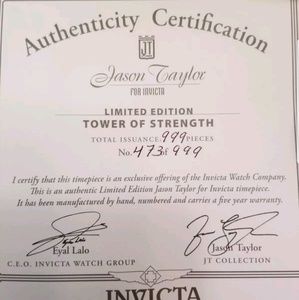 Authenticity Certification
JT
Jason Taylor
FOR INVICTA
LIMITED EDITION
TOWER OF STRENGTH
TOTAL ISSUANCE 999 PIECES
No. 473 of 999
I certify that this timepiece is an exclusive offering of the Invicta Watch Company.
This is an authentic Limited Edition Jason Taylor for Invicta timepiece.
It has been manufactured by hand, numbered and carries a five year warranty.
Eyal Lalo
Jason Taylor
C.E.O. INVICTA WATCH GROUP
JT COLLECTION
INVICTA